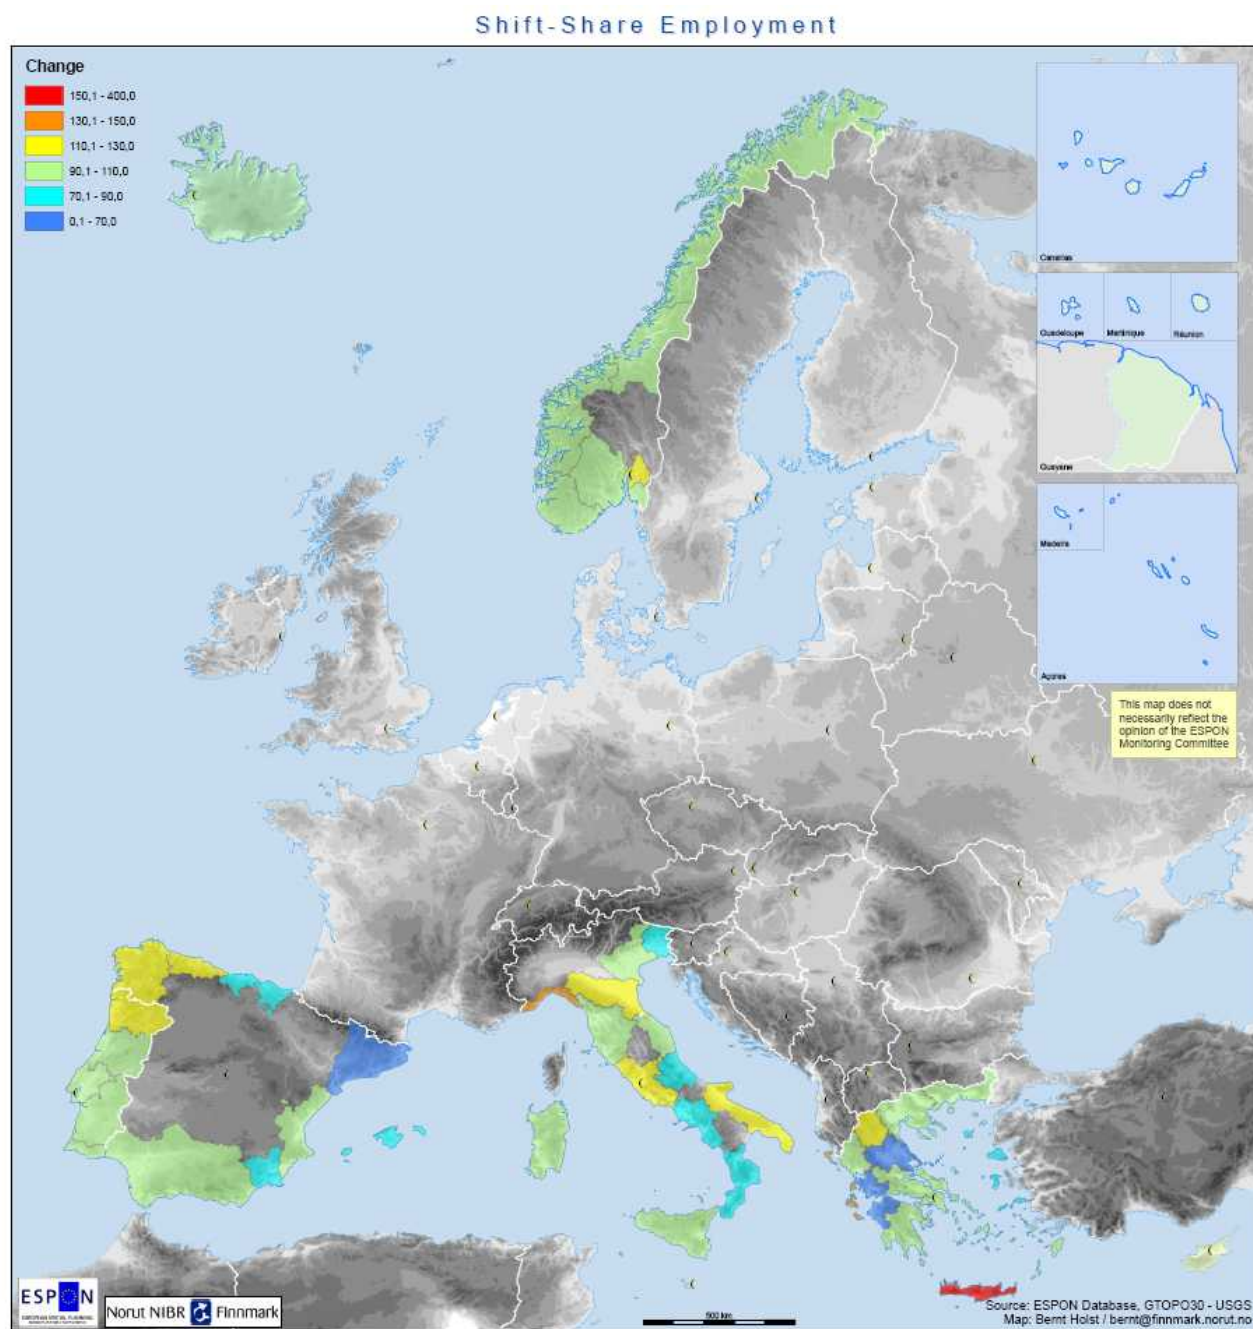 Shift-Share Employment
Change
150,1 - 400,0
130,1 - 150,0
110,1 - 130,0
90,1 - 110,0
70,1 - 90,0
0,1 - 70,0
Canarias
Guadeloupe
Martinique
Réunion
Guayane
Madeira
Açores
This map does not
necessarily reflect the
opinion of the ESPON
Monitoring Committee
ESPON
Norut NIBR Finnmark
500 km
Source: ESPON Database, GTOPO30 - USGS
Map: Bernt Holst / bernt@finnmark.norut.no